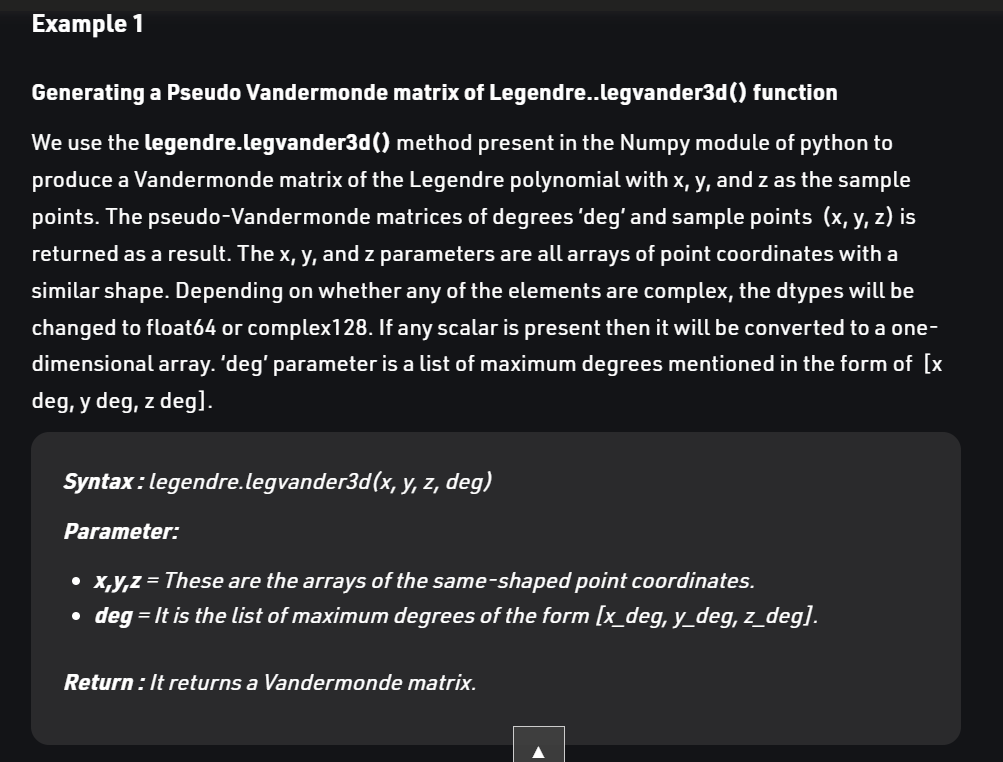 Example 1
Generating a Pseudo Vandermonde matrix of Legendre..legvander3d() function
We use the legendre.legvander3d() method present in the Numpy module of python to
produce a Vandermonde matrix of the Legendre polynomial with x, y, and z as the sample
points. The pseudo-Vandermonde matrices of degrees ‘deg’ and sample points  (x, y, z) is
returned as a result. The x, y, and z parameters are all arrays of point coordinates with a
similar shape. Depending on whether any of the elements are complex, the dtypes will be
changed to float64 or complex128. If any scalar is present then it will be converted to a one-
dimensional array. ‘deg’ parameter is a list of maximum degrees mentioned in the form of  [x
deg, y deg, z deg].
Syntax : legendre.legvander3d(x, y, z, deg)
Parameter:
• x,y,z = These are the arrays of the same-shaped point coordinates.
• deg = It is the list of maximum degrees of the form [x_deg, y_deg, z_deg].
Return : It returns a Vandermonde matrix.